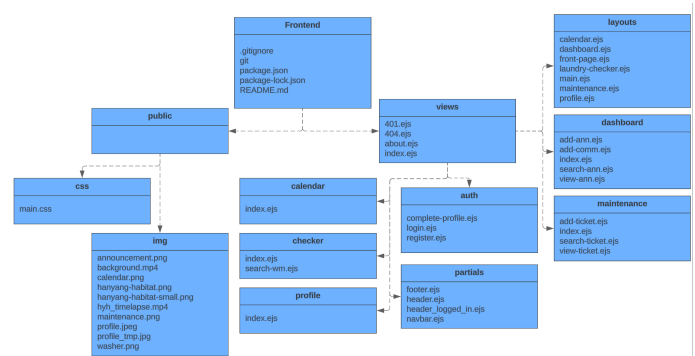 Frontend
.gitignore
git
package.json
package-lock.json
README.md
public
views
401.ejs
404.ejs
about.ejs
index.ejs
layouts
calendar.ejs
dashboard.ejs
front-page.ejs
laundry-checker.ejs
main.ejs
maintenance.ejs
profile.ejs
dashboard
add-ann.ejs
add-comm.ejs
index.ejs
search-ann.ejs
view-ann.ejs
css
main.css
calendar
index.ejs
auth
complete-profile.ejs
login.ejs
register.ejs
maintenance
add-ticket.ejs
index.ejs
search-ticket.ejs
view-ticket.ejs
img
announcement.png
background.mp4
calendar.png
hanyang-habitat.png
hanyang-habitat-small.png
hyh_timelapse.mp4
maintenance.png
profile.jpeg
profile_tmp.jpg
washer.png
checker
index.ejs
search-wm.ejs
partials
footer.ejs
header.ejs
header_logged_in.ejs
navbar.ejs
profile
index.ejs